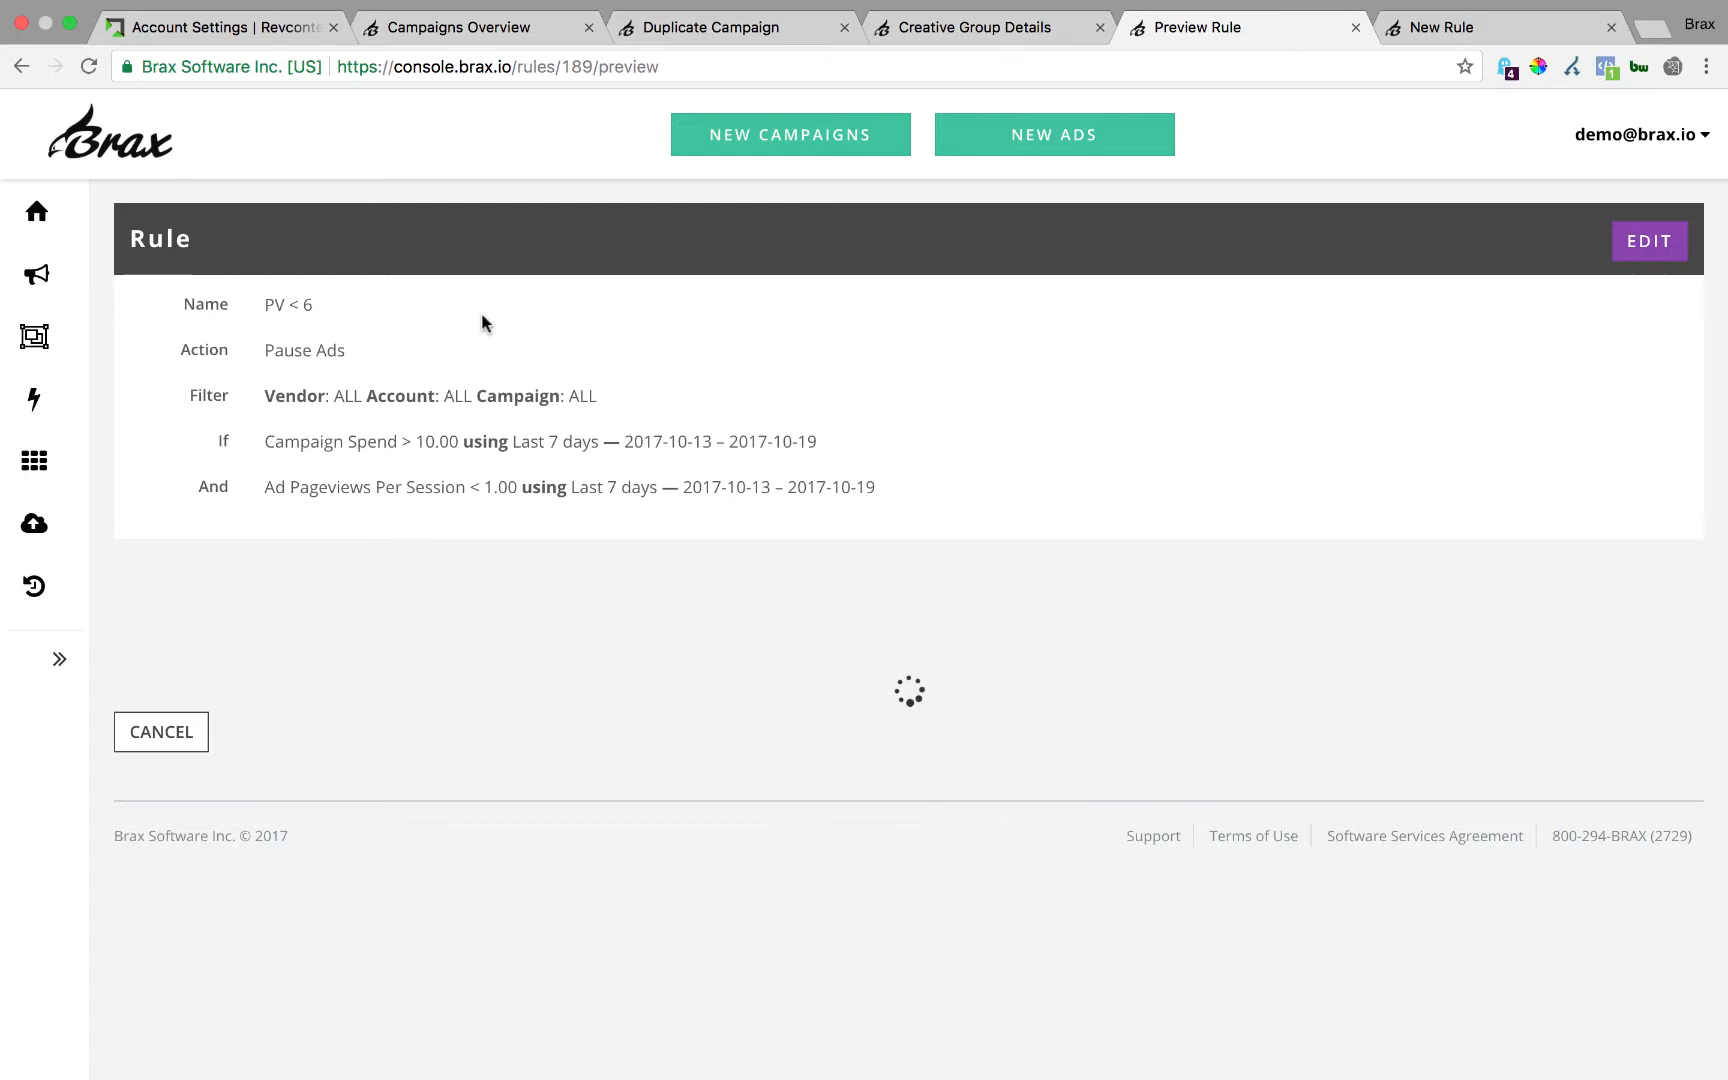 Account Settings | Revconte
Campaigns Overview
Duplicate Campaign
Creative Group Details
Preview Rule
New Rule
Brax
Brax Software Inc. [US]
https://console.brax.io/rules/189/preview
4
1
bw
Brax
NEW CAMPAIGNS
NEW ADS
demo@brax.io
Rule
EDIT
Name PV < 6
Action Pause Ads
Filter Vendor: ALL Account: ALL Campaign: ALL
If Campaign Spend > 10.00 using Last 7 days — 2017-10-13 – 2017-10-19
And Ad Pageviews Per Session < 1.00 using Last 7 days — 2017-10-13 – 2017-10-19
CANCEL
Brax Software Inc. © 2017
Support
Terms of Use
Software Services Agreement
800-294-BRAX (2729)